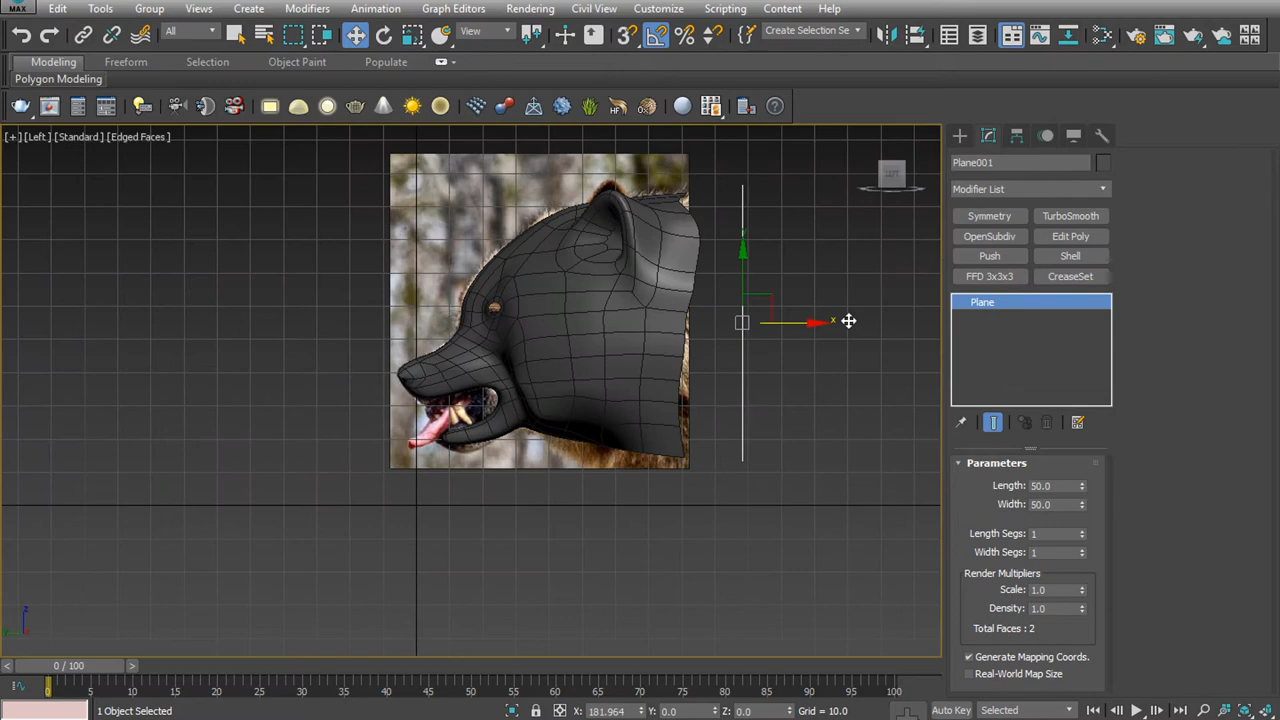 MAX
Edit Tools Group Views Create Modifiers Animation Graph Editors Rendering Civil View Customize Scripting Content Help
All View Create Selection Se
Modeling Freeform Selection Object Paint Populate
Polygon Modeling
[+] [Left] [Standard] [Edged Faces]
LEFT
Plane001
Modifier List
Symmetry TurboSmooth
OpenSubdiv Edit Poly
Push Shell
FFD 3x3x3 CreaseSet
Plane
y
x
Parameters
Length: 50.0
Width: 50.0
Length Segs: 1
Width Segs: 1
Render Multipliers
Scale: 1.0
Density: 1.0
Total Faces : 2
Generate Mapping Coords.
Real-World Map Size
z
y
< 0 / 100 >
0 5 10 15 20 25 30 35 40 45 50 55 60 65 70 75 80 85 90 95 100
1 Object Selected X: 181.964 Y: 0.0 Z: 0.0 Grid = 10.0 Auto Key Selected